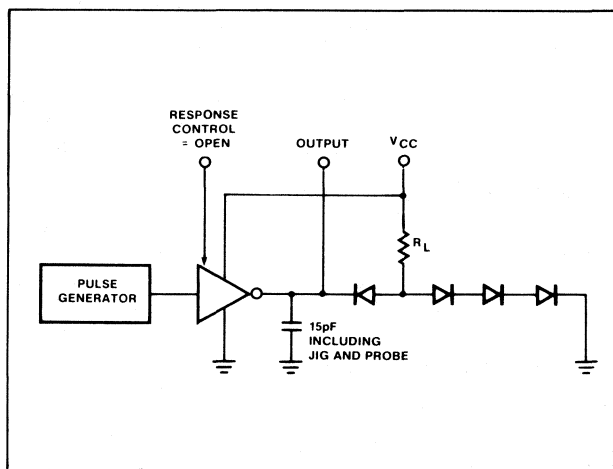 RESPONSE
CONTROL
= OPEN
OUTPUT
VCC
RL
PULSE
GENERATOR
15pF
INCLUDING
JIG AND PROBE